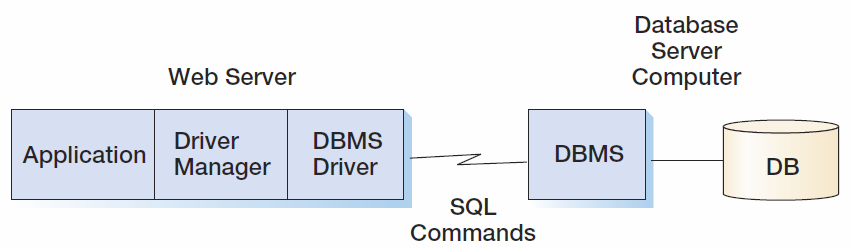 Database
Server
Computer
Web Server
Application
Driver
Manager
DBMS
Driver
DBMS
DB
SQL
Commands